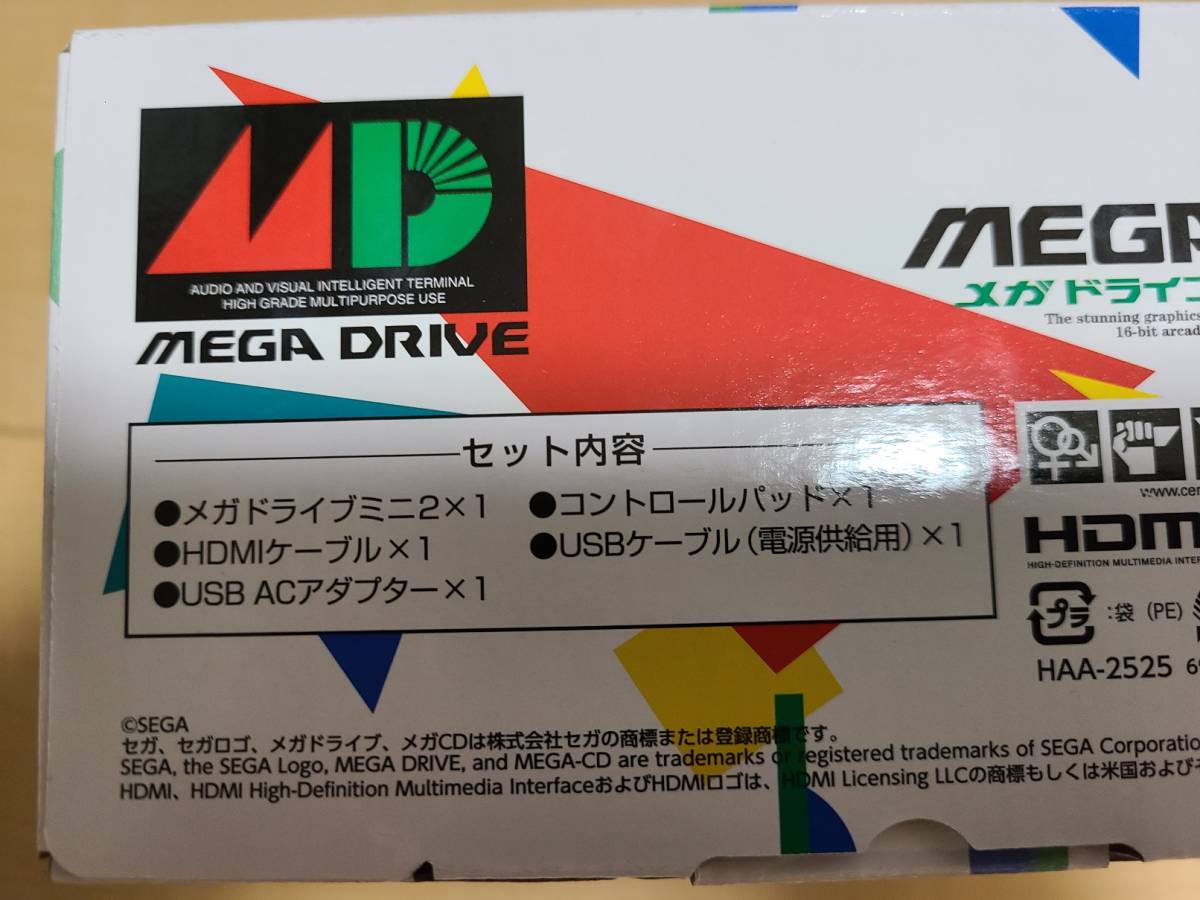 MD
AUDIO AND VISUAL INTELLIGENT TERMINAL
HIGH GRADE MULTIPURPOSE USE
MEGA DRIVE
MEGA
メガドライブ
The stunning graphics
16-bit arcad
セット内容
●メガドライブミニ2×1
●コントロールパッド×1
●HDMIケーブル×1
●USBケーブル（電源供給用）×1
●USB ACアダプター×1
www.cer
HDMI
HIGH-DEFINITION MULTIMEDIA INTER
プラ :袋（PE）
HAA-2525
©SEGA
セガ、セガロゴ、メガドライブ、メガCDは株式会社セガの商標または登録商標です。
SEGA, the SEGA Logo, MEGA DRIVE, and MEGA-CD are trademarks or registered trademarks of SEGA Corporatio
HDMI、HDMI High-Definition Multimedia InterfaceおよびHDMIロゴは、HDMI Licensing LLCの商標もしくは米国およびそ